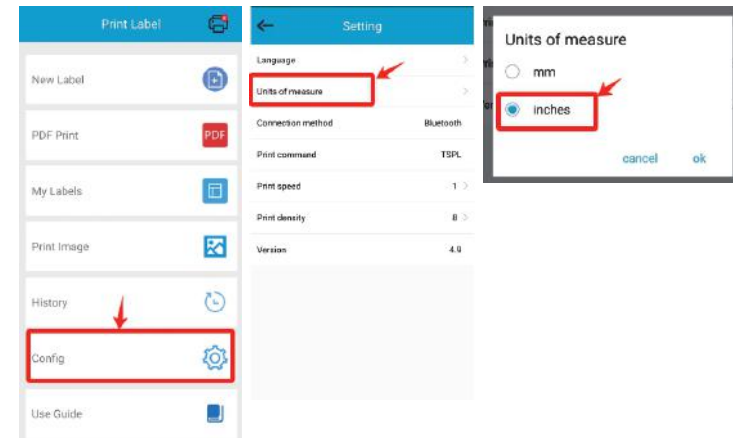 Print Label
New Label
PDF Print
PDF
My Labels
Print Image
History
Config
Use Guide
Setting
Language
Units of measure
Connection method Bluetooth
Print command TSPL
Print speed 1
Print density 8
Version
Units of measure
mm
inches
cancel ok